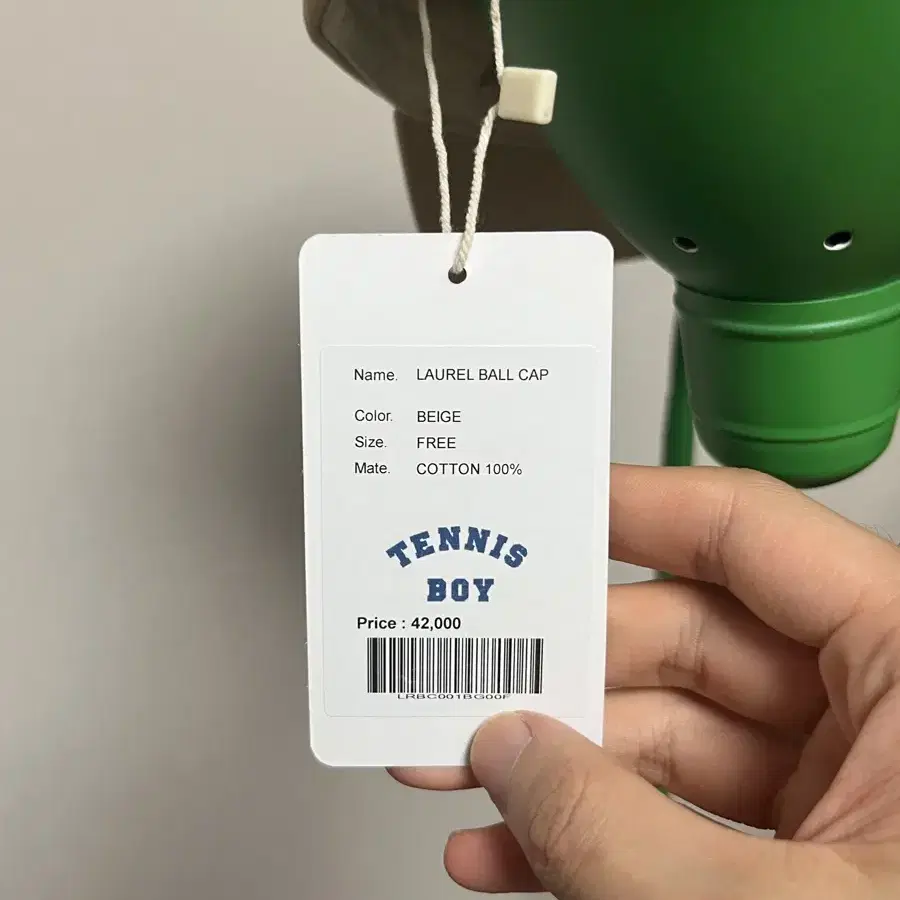 Name. LAUREL BALL CAP
Color. BEIGE
Size. FREE
Mate. COTTON 100%
TENNIS
BOY
Price : 42,000
LRBC001BG00F